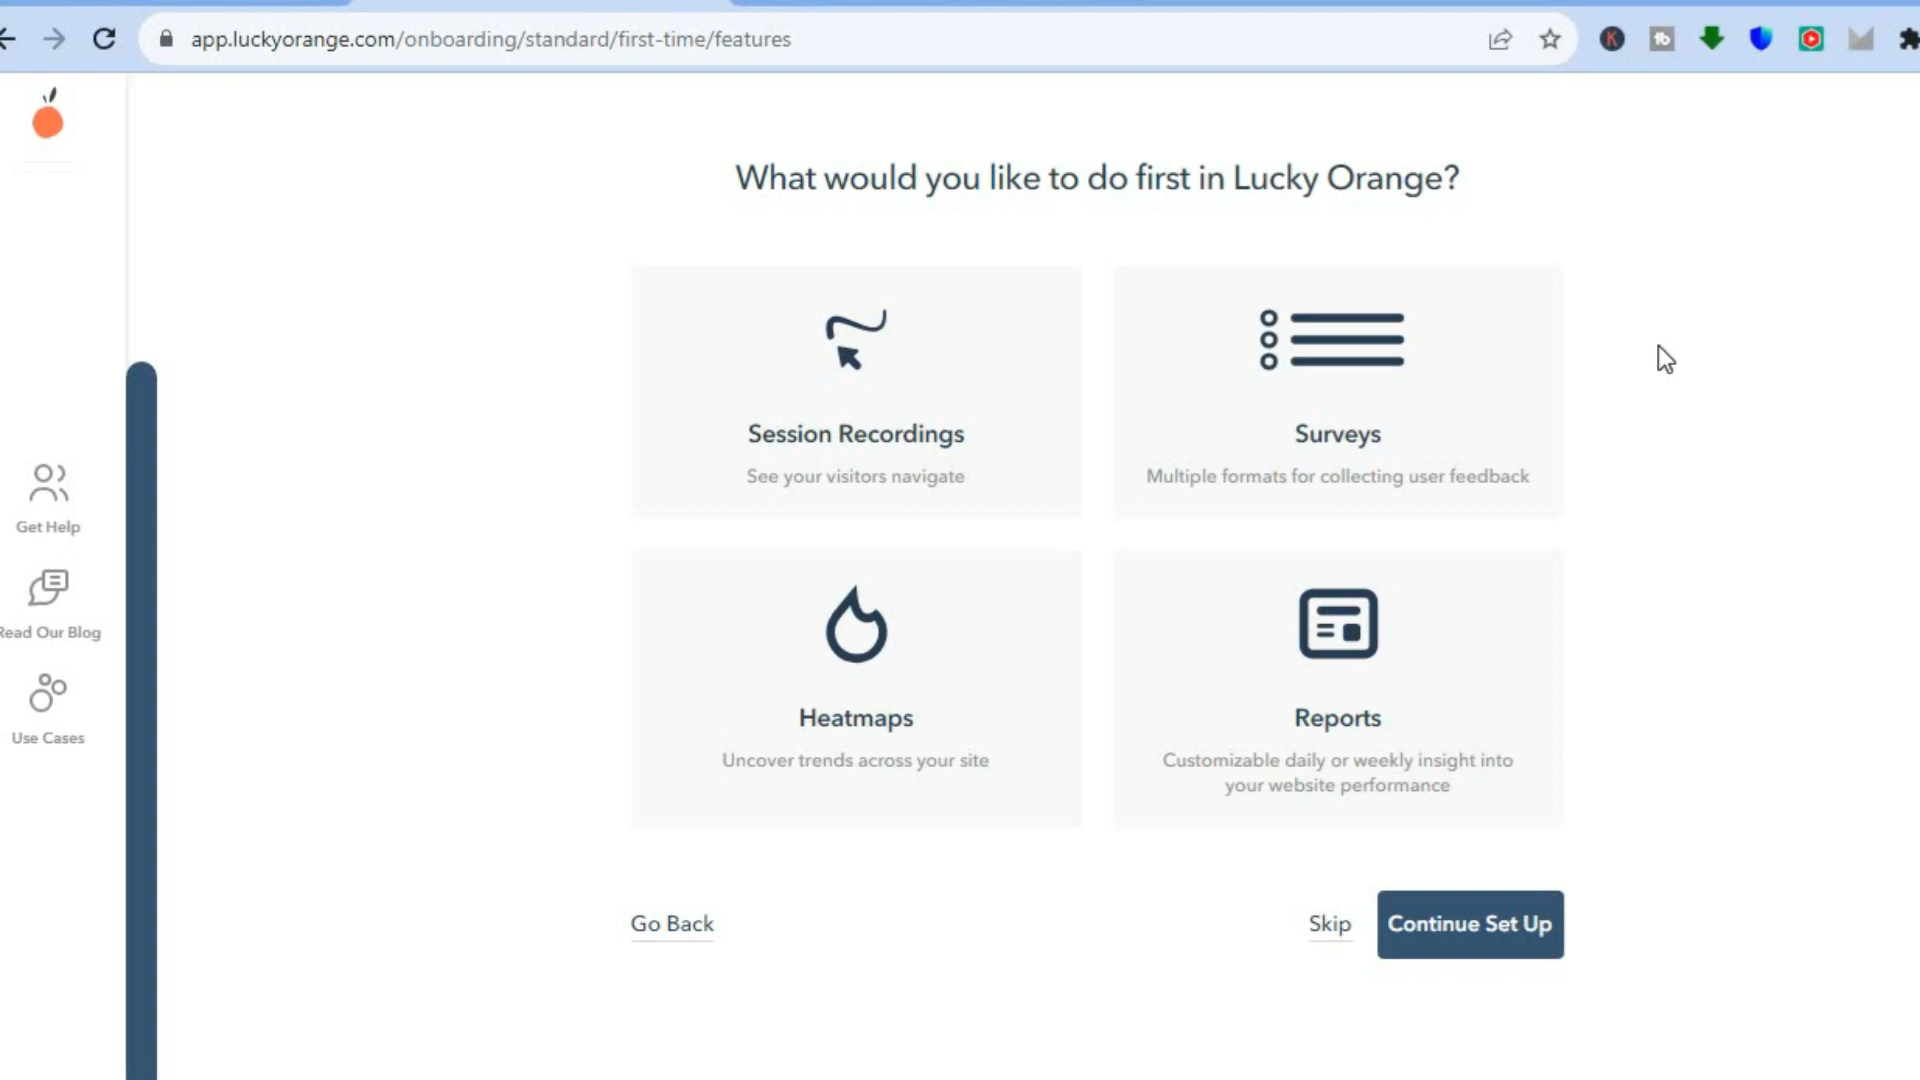 app.luckyorange.com/onboarding/standard/first-time/features
What would you like to do first in Lucky Orange?
Session Recordings
See your visitors navigate
Surveys
Multiple formats for collecting user feedback
Heatmaps
Uncover trends across your site
Reports
Customizable daily or weekly insight into
your website performance
Get Help
Read Our Blog
Use Cases
Go Back
Skip
Continue Set Up
K
tb